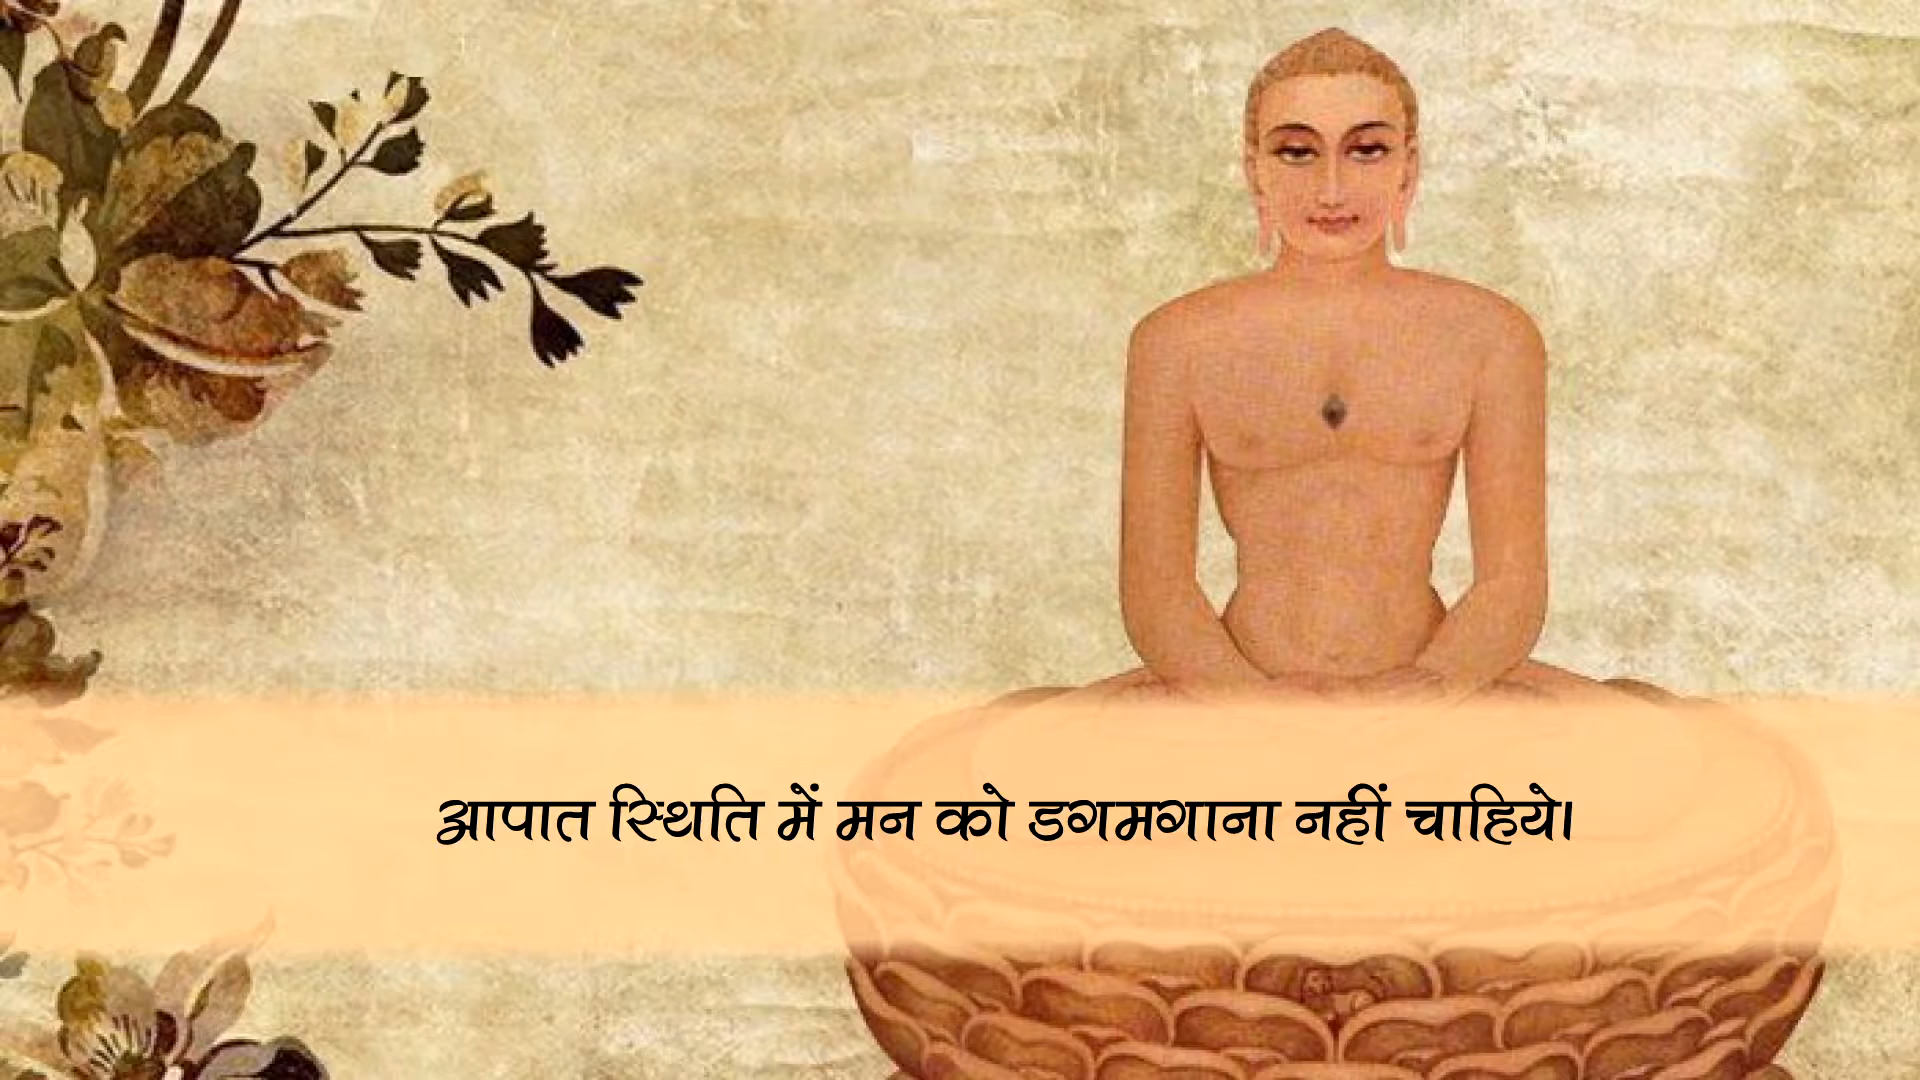 आपात स्थिति में मन को डगमगाना नहीं चाहिये।